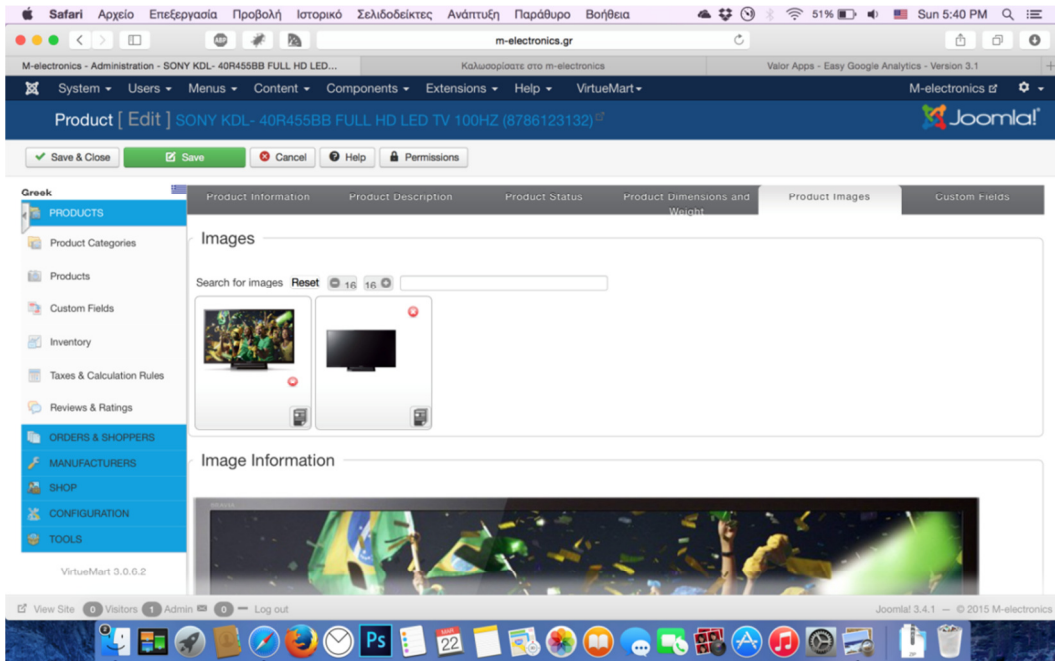 Safari Αρχείο Επεξεργασία Προβολή Ιστορικό Σελιδοδείκτες Ανάπτυξη Παράθυρο Βοήθεια 51% Sun 5:40 PM
ABP m-electronics.gr
M-electronics - Administration - SONY KDL- 40R455BB FULL HD LED... Καλωσορίσατε στο m-electronics Valor Apps - Easy Google Analytics - Version 3.1
System Users Menus Content Components Extensions Help VirtueMart M-electronics
Product [ Edit ] SONY KDL- 40R455BB FULL HD LED TV 100HZ (8786123132) Joomla!
Save & Close Save Cancel Help Permissions
Greek
Product Information Product Description Product Status Product Dimensions and Weight Product Images Custom Fields
PRODUCTS
Product Categories
Products
Custom Fields
Inventory
Taxes & Calculation Rules
Reviews & Ratings
ORDERS & SHOPPERS
MANUFACTURERS
SHOP
CONFIGURATION
TOOLS
VirtueMart 3.0.6.2
Images
Search for images Reset 16 16
Image Information
View Site 0 Visitors 1 Admin 0 Log out Joomla! 3.4.1 — © 2015 M-electronics
Ps MAR 22